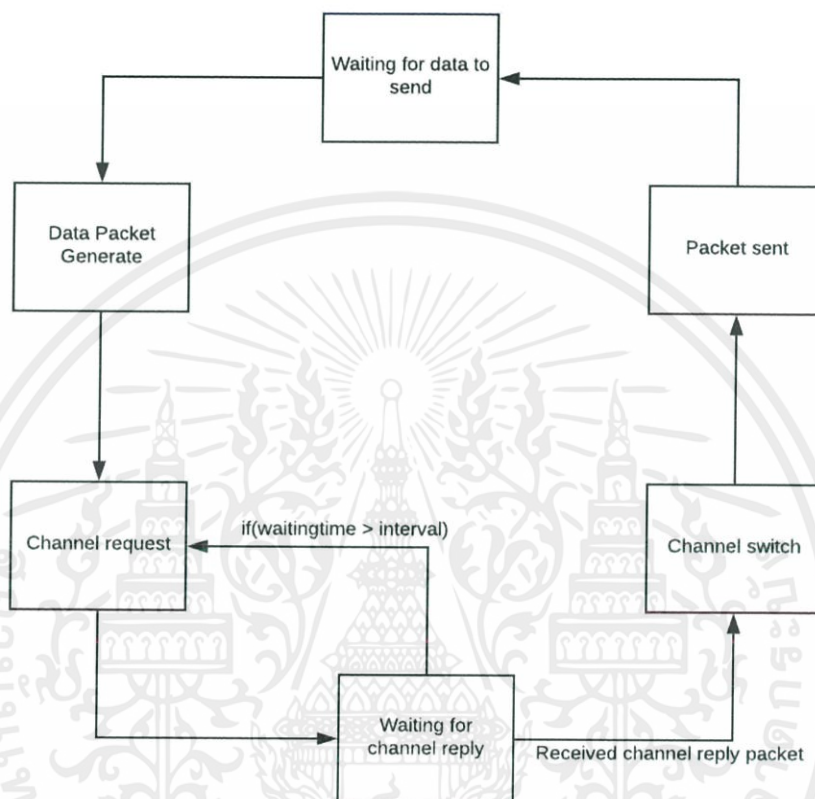 Waiting for data to
send
Data Packet
Generate
Packet sent
Channel request
if(waitingtime > interval)
Channel switch
Waiting for
channel reply
Received channel reply packet